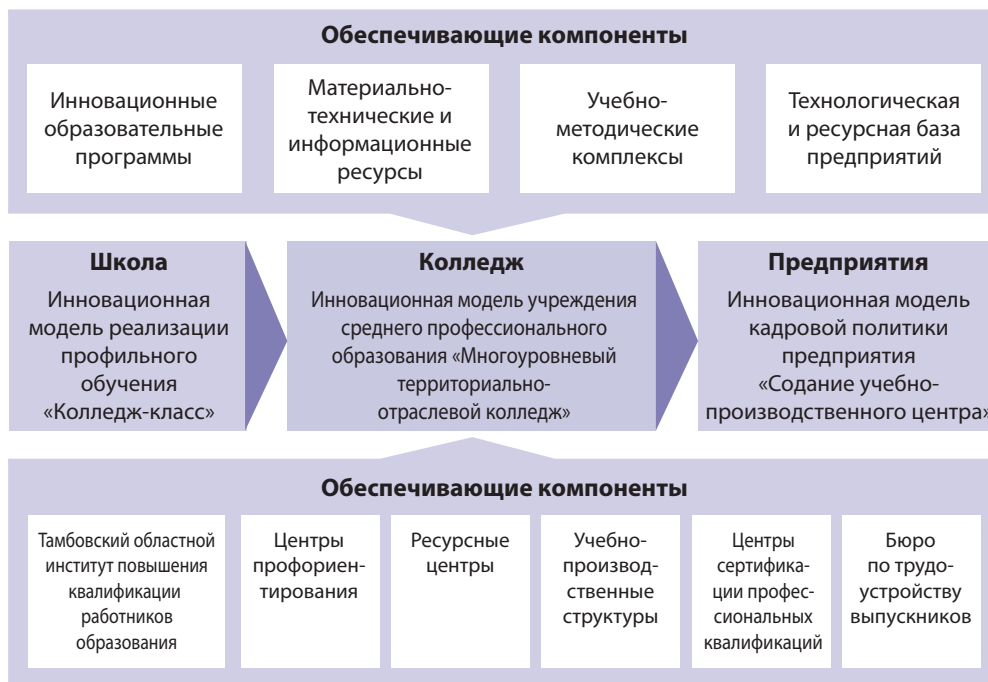 Обеспечивающие компоненты
Инновационные
образовательные
программы
Материально-
технические и
информационные
ресурсы
Учебно-
методические
комплексы
Технологическая
и ресурсная база
предприятий
Школа
Инновационная
модель реализации
профильного
обучения
«Колледж-класс»
Колледж
Инновационная модель учреждения
среднего профессионального
образования «Многоуровневый
территориально-
отраслевой колледж»
Предприятия
Инновационная модель
кадровой политики
предприятия
«Содание учебно-
производственного центра»
Обеспечивающие компоненты
Тамбовский областной
институт повышения
квалификации
работников
образования
Центры
профориен-
тирования
Ресурсные
центры
Учебно-
производ-
ственные
структуры
Центры
сертифика-
ции профес-
сиональных
квалификаций
Бюро
по трудо-
устройству
выпускников